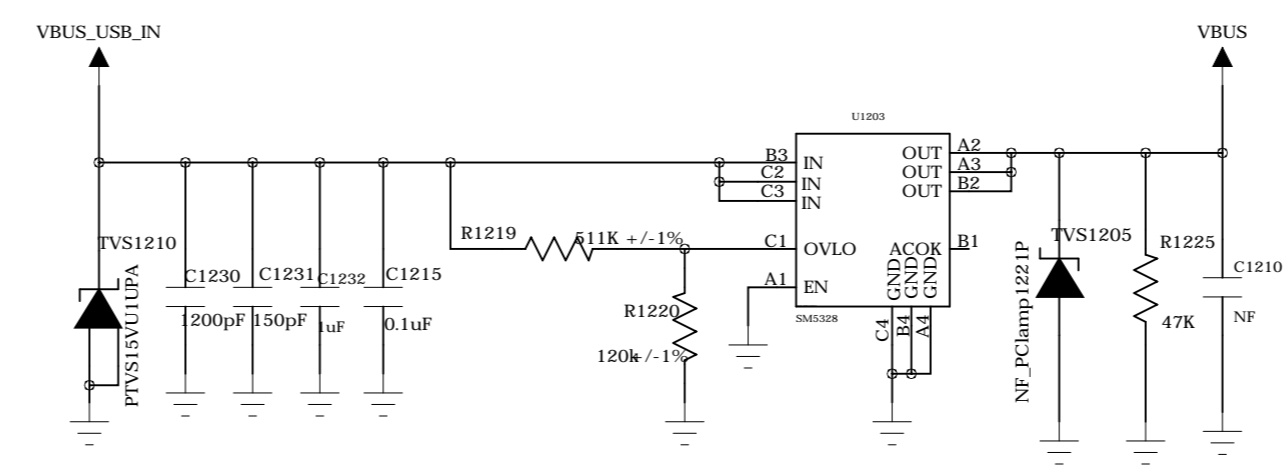 VBUS_USB_IN
VBUS
U1203
B3
IN
C2
IN
C3
IN
OUT
A2
OUT
A3
OUT
B2
R1219
511K +/-1%
C1
OVLO
ACOK
B1
A1
EN
GND
GND
GND
SM5328
C4
B4
A4
R1220
120k+/-1%
TVS1210
PTVS15VU1UPA
C1230
1200pF
C1231
150pF
C1232
1uF
C1215
0.1uF
TVS1205
NF_PClamp1221P
R1225
47K
C1210
NF